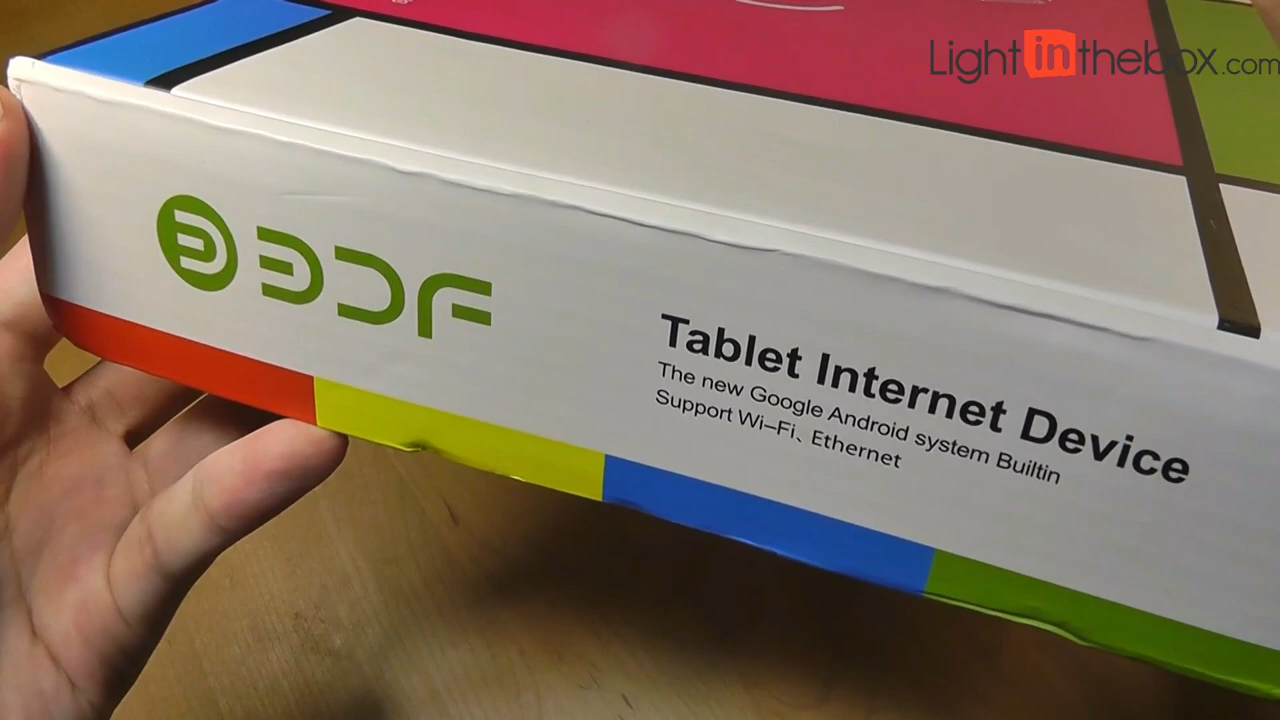 Lightinthebox.com
BDF
Tablet Internet Device
The new Google Android system Builtin
Support Wi-Fi、Ethernet